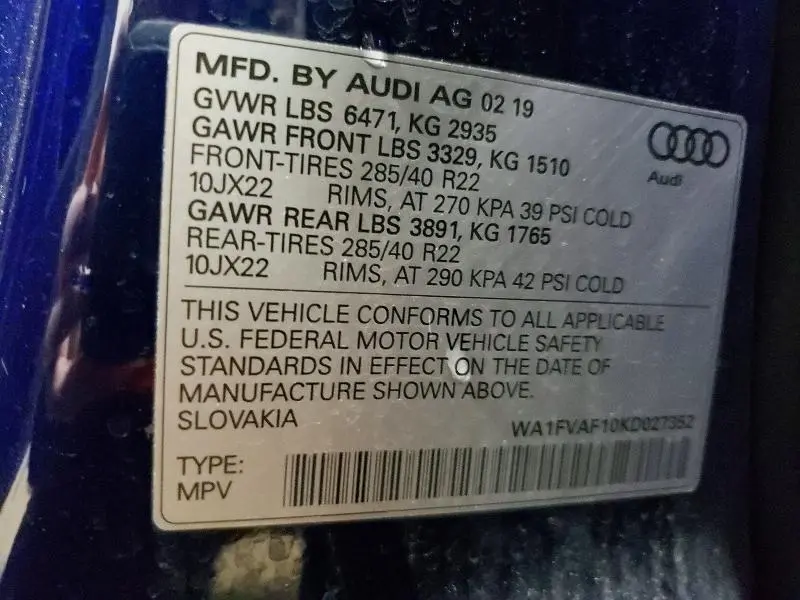 MFD. BY AUDI AG 02 19
GVWR LBS 6471, KG 2935
GAWR FRONT LBS 3329, KG 1510
FRONT-TIRES 285/40 R22
10JX22 RIMS, AT 270 KPA 39 PSI COLD
GAWR REAR LBS 3891, KG 1765
REAR-TIRES 285/40 R22
10JX22 RIMS, AT 290 KPA 42 PSI COLD
Audi
THIS VEHICLE CONFORMS TO ALL APPLICABLE
U.S. FEDERAL MOTOR VEHICLE SAFETY
STANDARDS IN EFFECT ON THE DATE OF
MANUFACTURE SHOWN ABOVE.
SLOVAKIA
WA1FVAF10KD027352
TYPE:
MPV